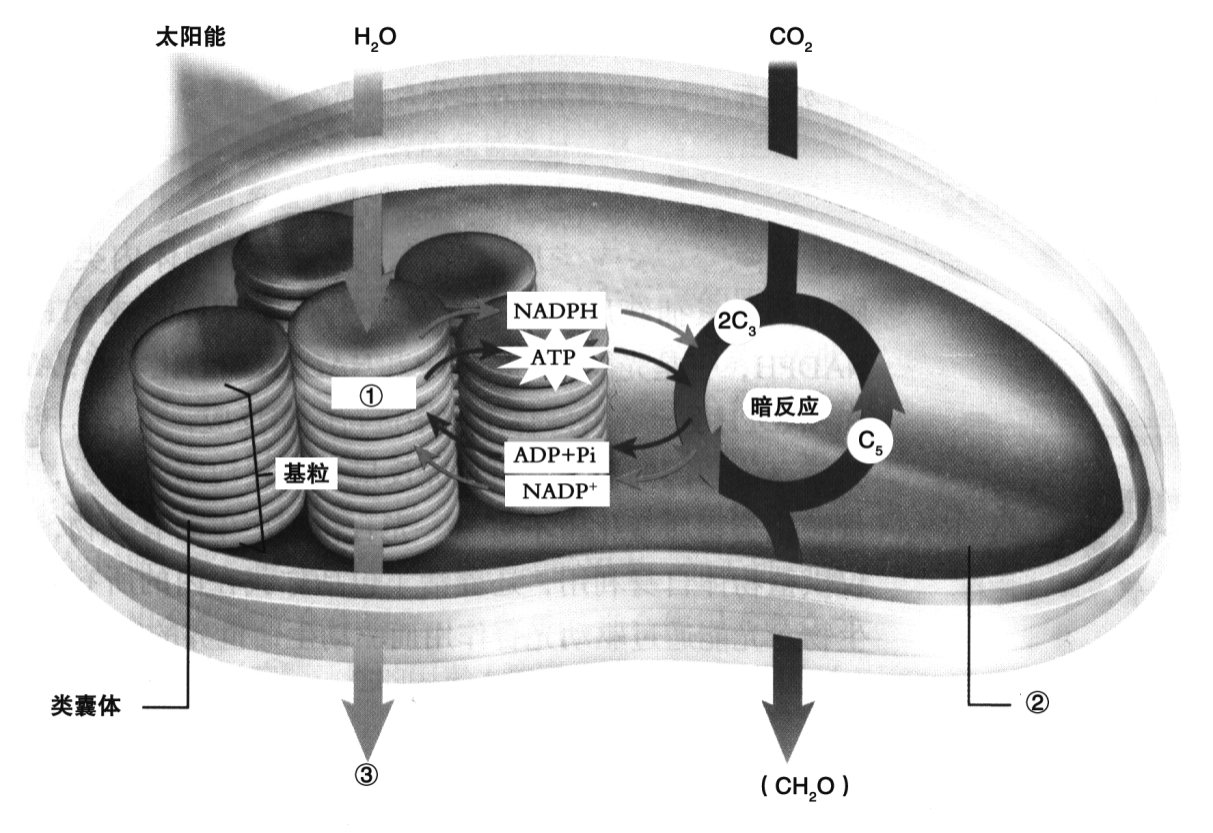 太阳能
H₂O
CO₂
NADPH
2C₃
ATP
①
暗反应
C₅
ADP+Pi
基粒
NADP⁺
类囊体
②
③
(CH₂O)